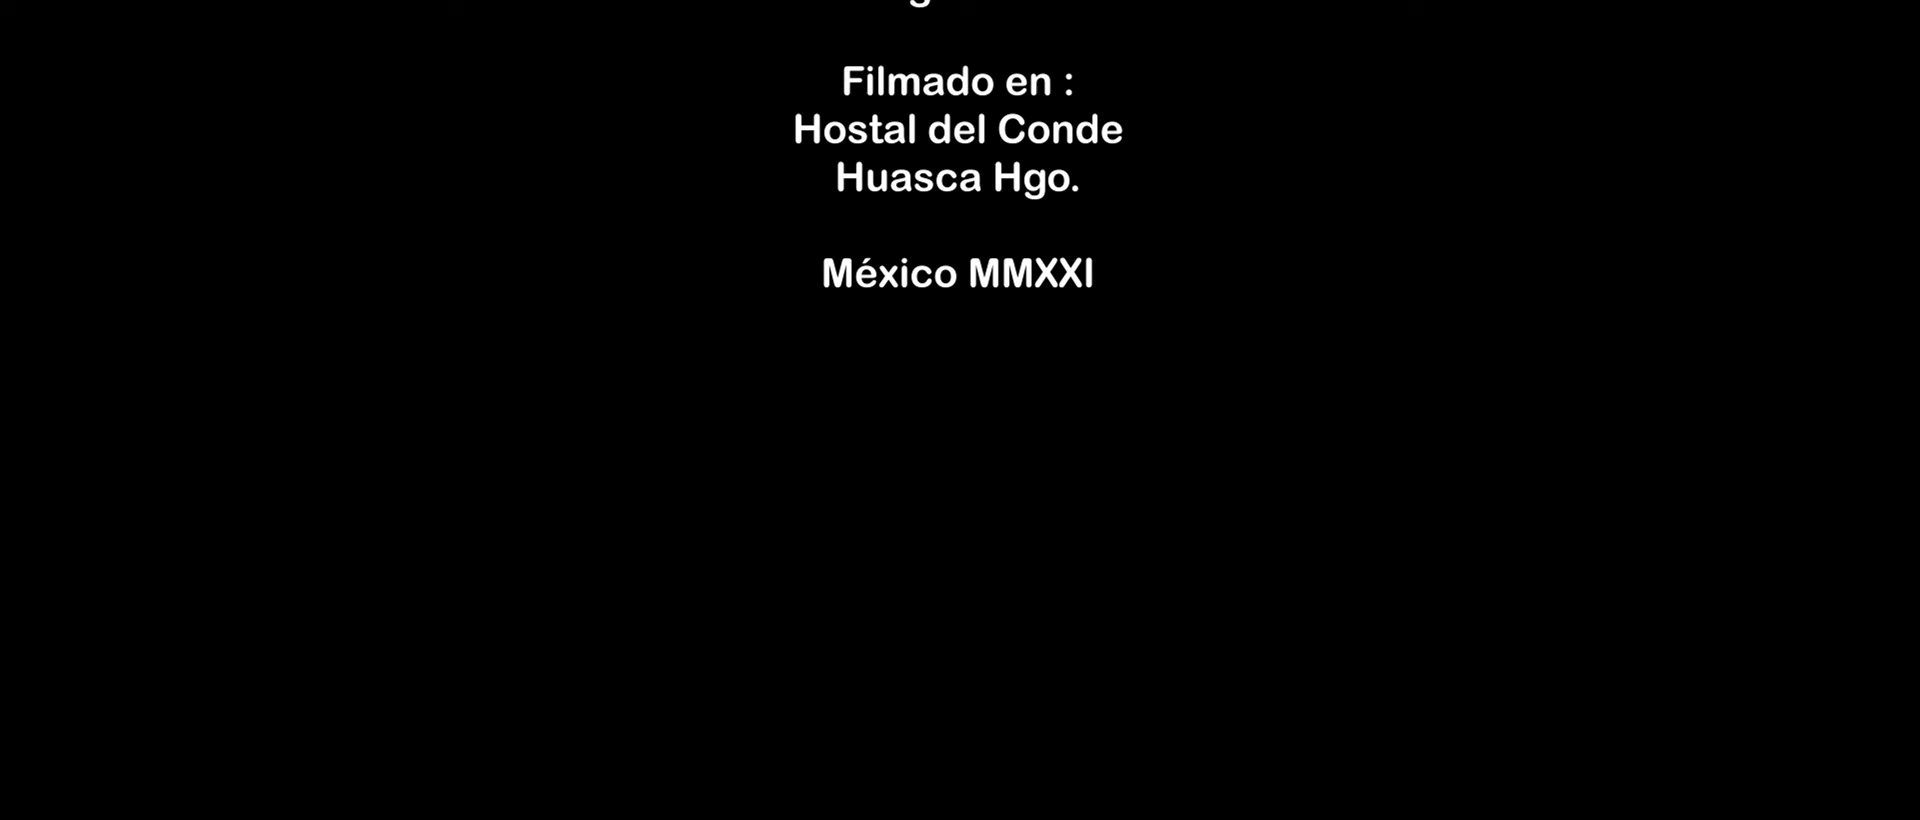 Filmado en :
Hostal del Conde
Huasca Hgo.
México MMXXI